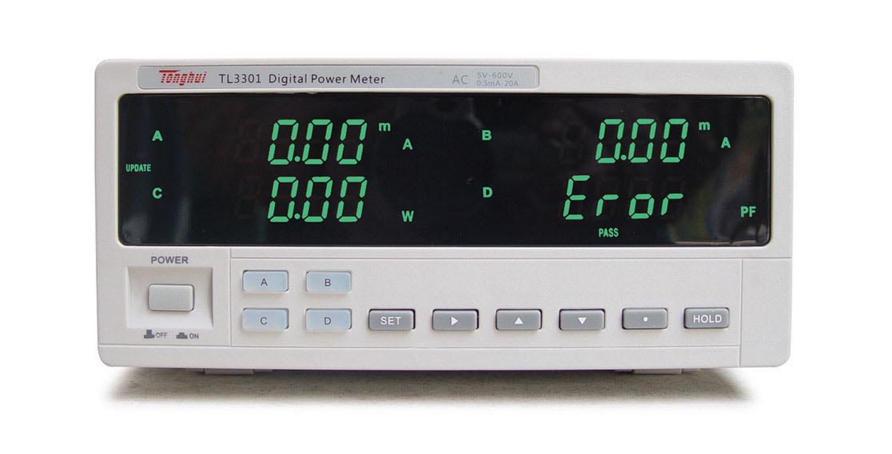 Tonghui TL3301 Digital Power Meter AC 5V-600V
0.5mA-20A
A 0.00 m A B 0.00 m A
UPDATE
C 0.00 W D Eror PF
PASS
POWER
OFF ON
A B
C D SET HOLD